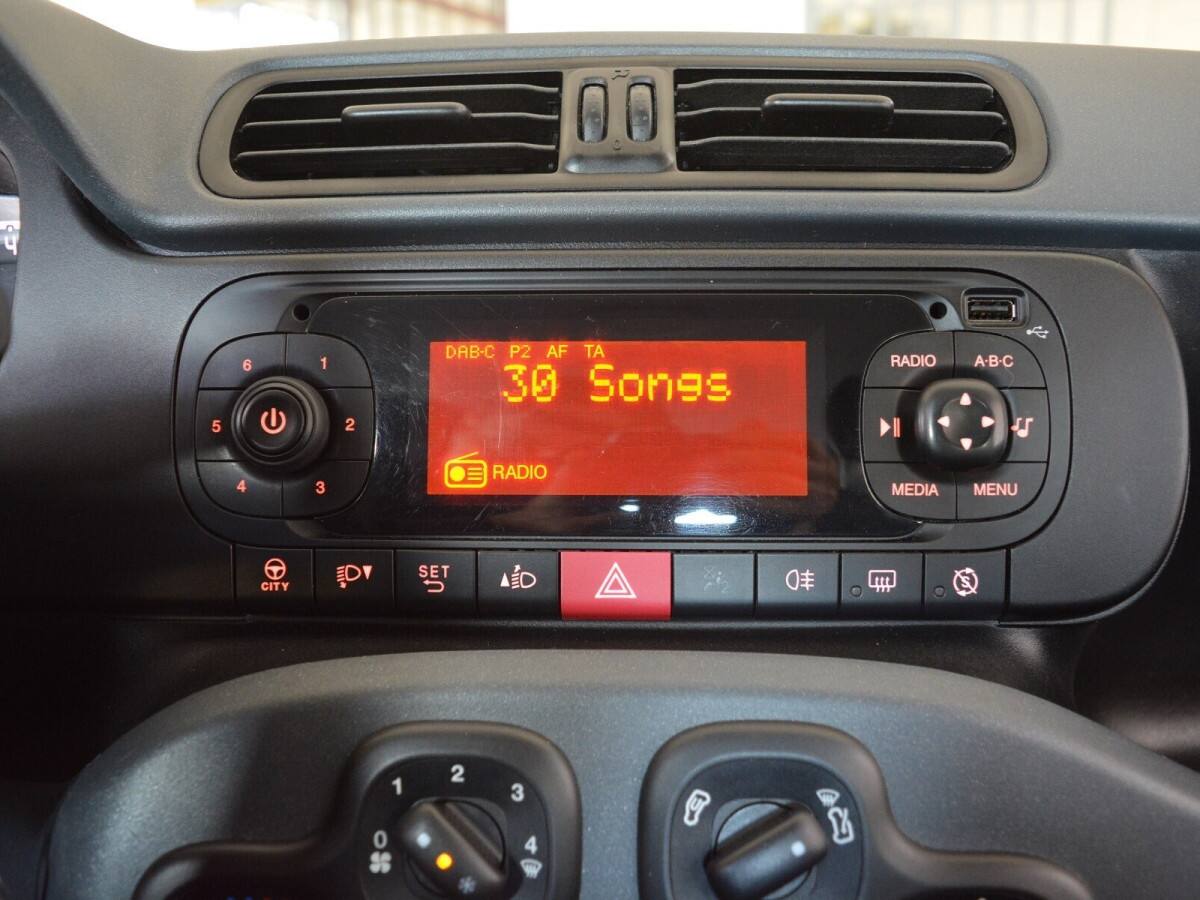 DAB-C P2 AF TA
30 Songs
RADIO
6 1
5 2
4 3
RADIO A·B·C
MEDIA MENU
CITY
SET
1 2 3
0 4